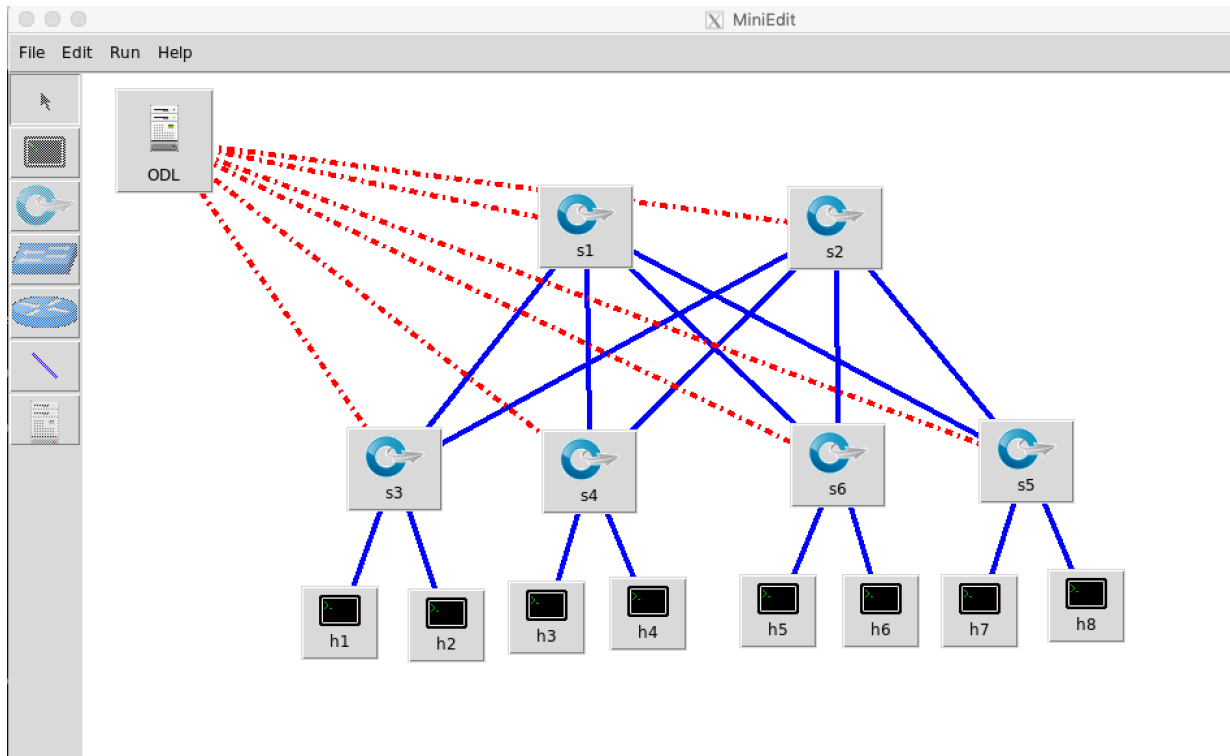 MiniEdit
File Edit Run Help
ODL
s1
s2
s3
s4
s6
s5
h1
h2
h3
h4
h5
h6
h7
h8